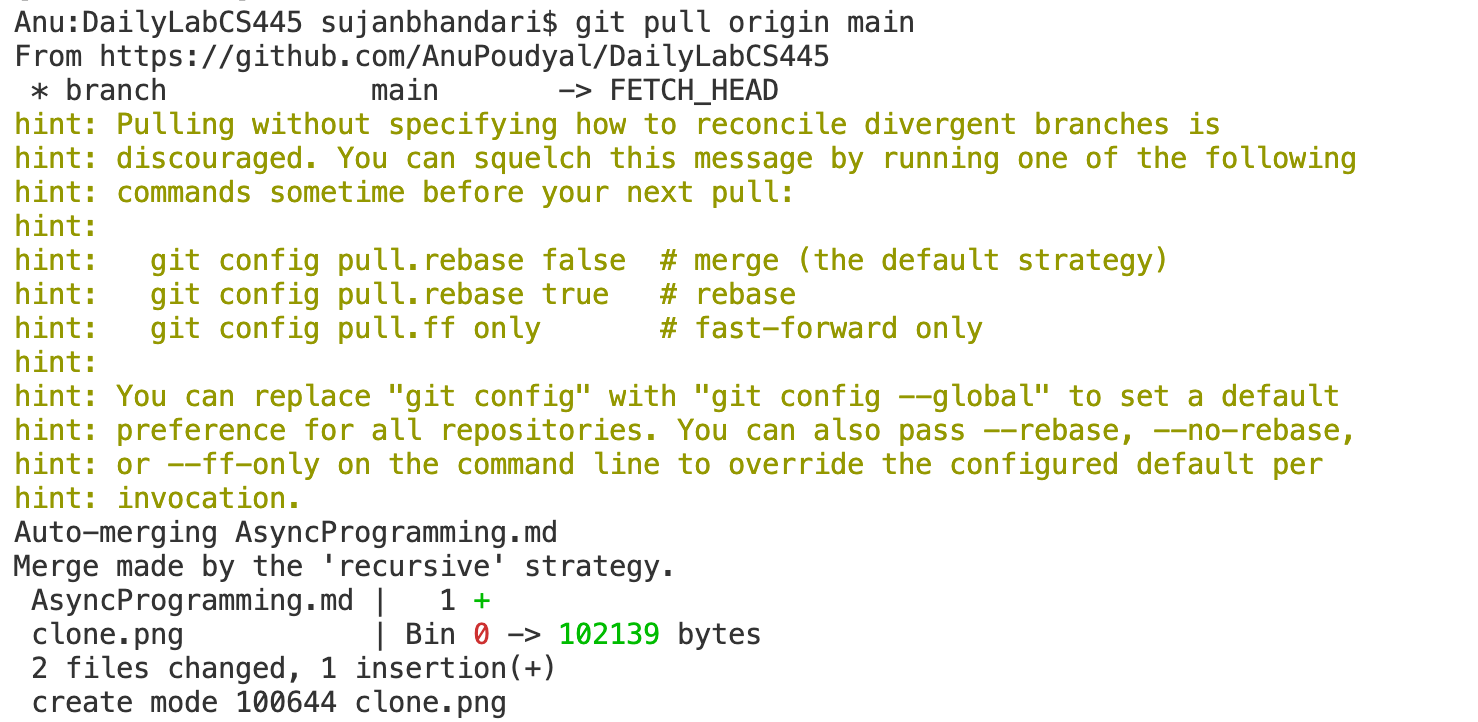 Anu:DailyLabCS445 sujanbhandari$ git pull origin main
From https://github.com/AnuPoudyal/DailyLabCS445
 * branch            main       -> FETCH_HEAD
hint: Pulling without specifying how to reconcile divergent branches is
hint: discouraged. You can squelch this message by running one of the following
hint: commands sometime before your next pull:
hint:
hint:   git config pull.rebase false  # merge (the default strategy)
hint:   git config pull.rebase true   # rebase
hint:   git config pull.ff only       # fast-forward only
hint:
hint: You can replace "git config" with "git config --global" to set a default
hint: preference for all repositories. You can also pass --rebase, --no-rebase,
hint: or --ff-only on the command line to override the configured default per
hint: invocation.
Auto-merging AsyncProgramming.md
Merge made by the 'recursive' strategy.
 AsyncProgramming.md |   1 +
 clone.png           | Bin 0 -> 102139 bytes
 2 files changed, 1 insertion(+)
 create mode 100644 clone.png